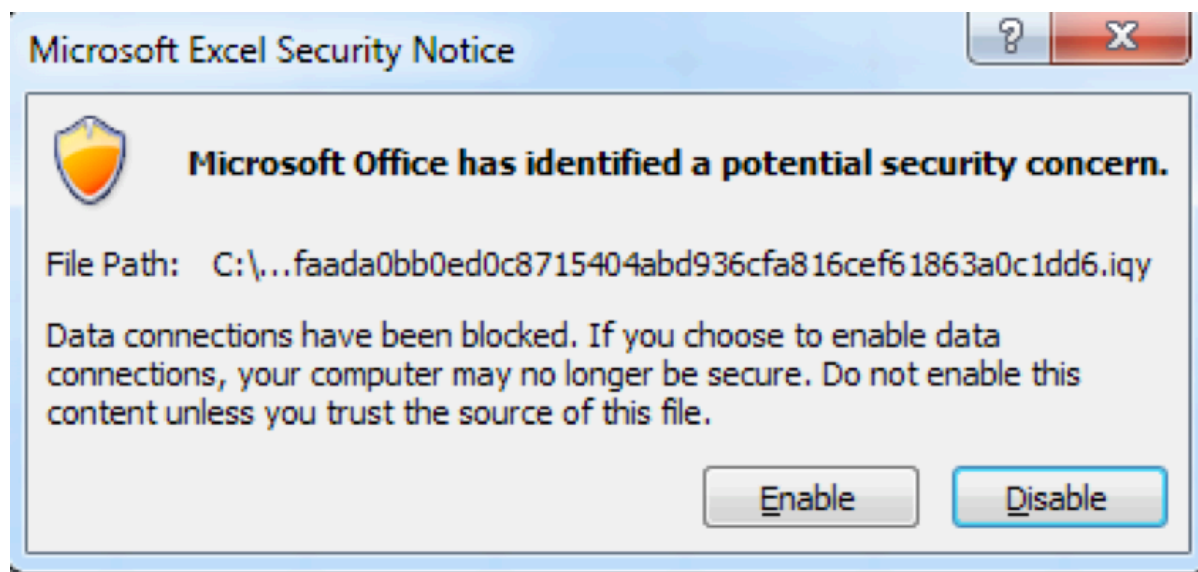 Microsoft Excel Security Notice
Microsoft Office has identified a potential security concern.
File Path: C:\...faada0bb0ed0c8715404abd936cfa816cef61863a0c1dd6.iqy
Data connections have been blocked. If you choose to enable data
connections, your computer may no longer be secure. Do not enable this
content unless you trust the source of this file.
Enable Disable